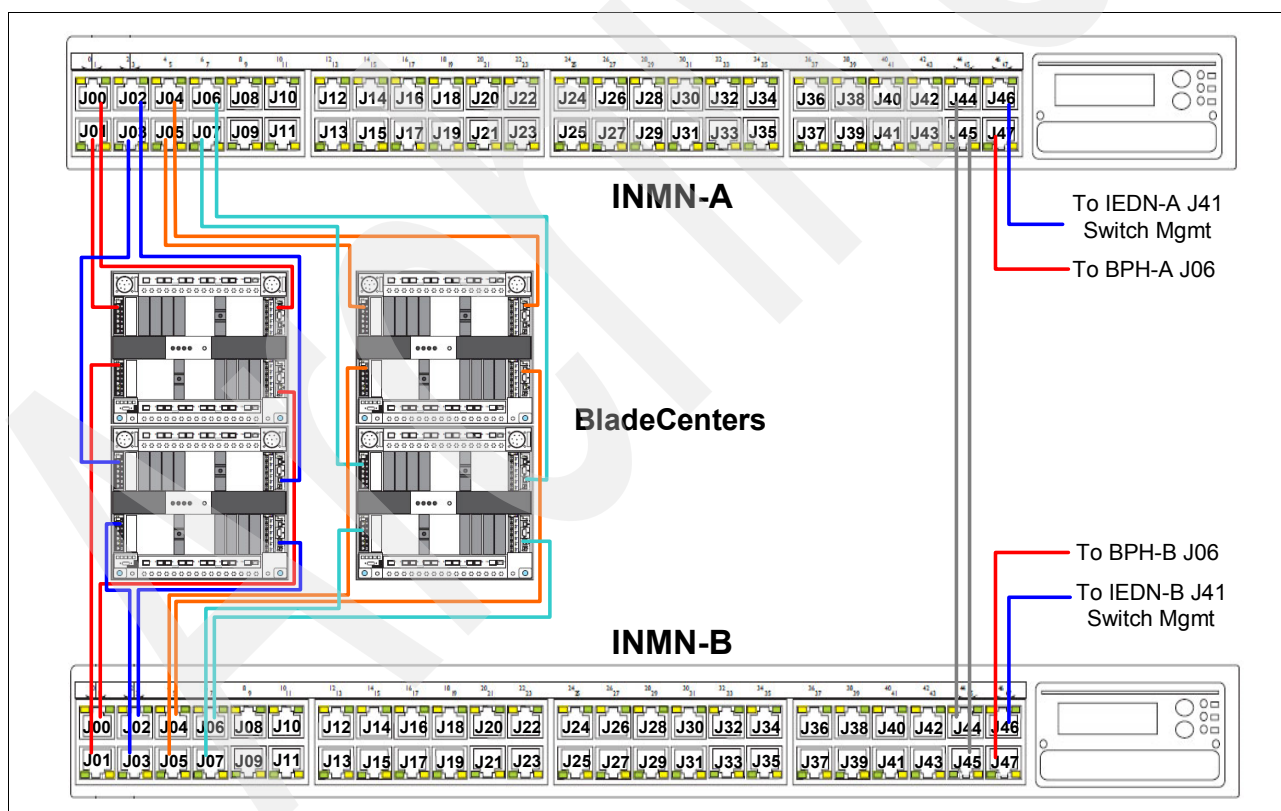 J00 J02 J04 J06 J08 J10 J12 J14 J16 J18 J20 J22 J24 J26 J28 J30 J32 J34 J36 J38 J40 J42 J44 J46
J01 J03 J05 J07 J09 J11 J13 J15 J17 J19 J21 J23 J25 J27 J29 J31 J33 J35 J37 J39 J41 J43 J45 J47
INMN-A
To IEDN-A J41
Switch Mgmt
To BPH-A J06
BladeCenters
To BPH-B J06
To IEDN-B J41
Switch Mgmt
INMN-B
J00 J02 J04 J06 J08 J10 J12 J14 J16 J18 J20 J22 J24 J26 J28 J30 J32 J34 J36 J38 J40 J42 J44 J46
J01 J03 J05 J07 J09 J11 J13 J15 J17 J19 J21 J23 J25 J27 J29 J31 J33 J35 J37 J39 J41 J43 J45 J47